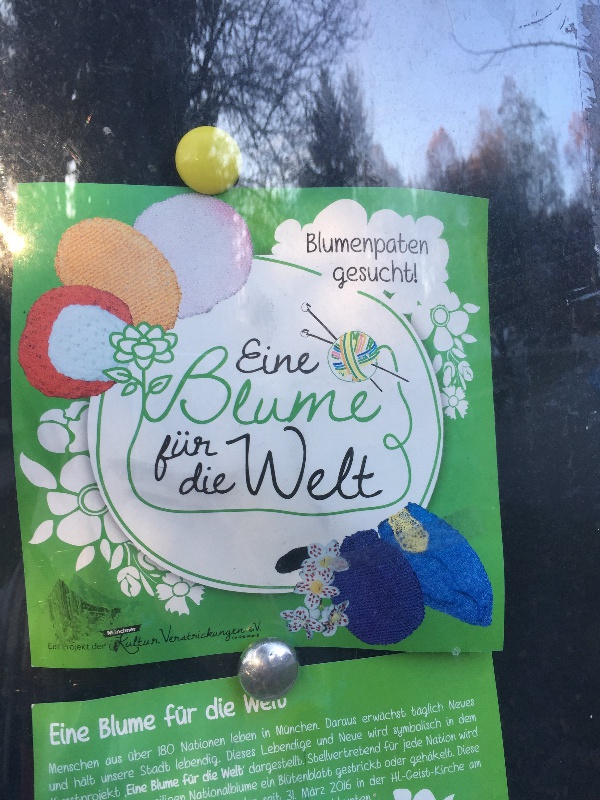 Blumenpaten
gesucht!
Eine
Blume
für
die Welt
Ein Projekt der Münchner Kultur Verstrickungen e.V.
Eine Blume für die Welt
Menschen aus über 180 Nationen leben in München. Daraus erwächst täglich Neues
und hält unsere Stadt lebendig. Dieses Lebendige und Neue wird symbolisch in dem
Kunstprojekt 'Eine Blume für die Welt' dargestellt. Stellvertretend für jede Nation wird
Nationalblume ein Blütenblatt gestrickt oder gehäkelt. Diese
seit 31. März 2016 in der Hl.-Geist-Kirche am